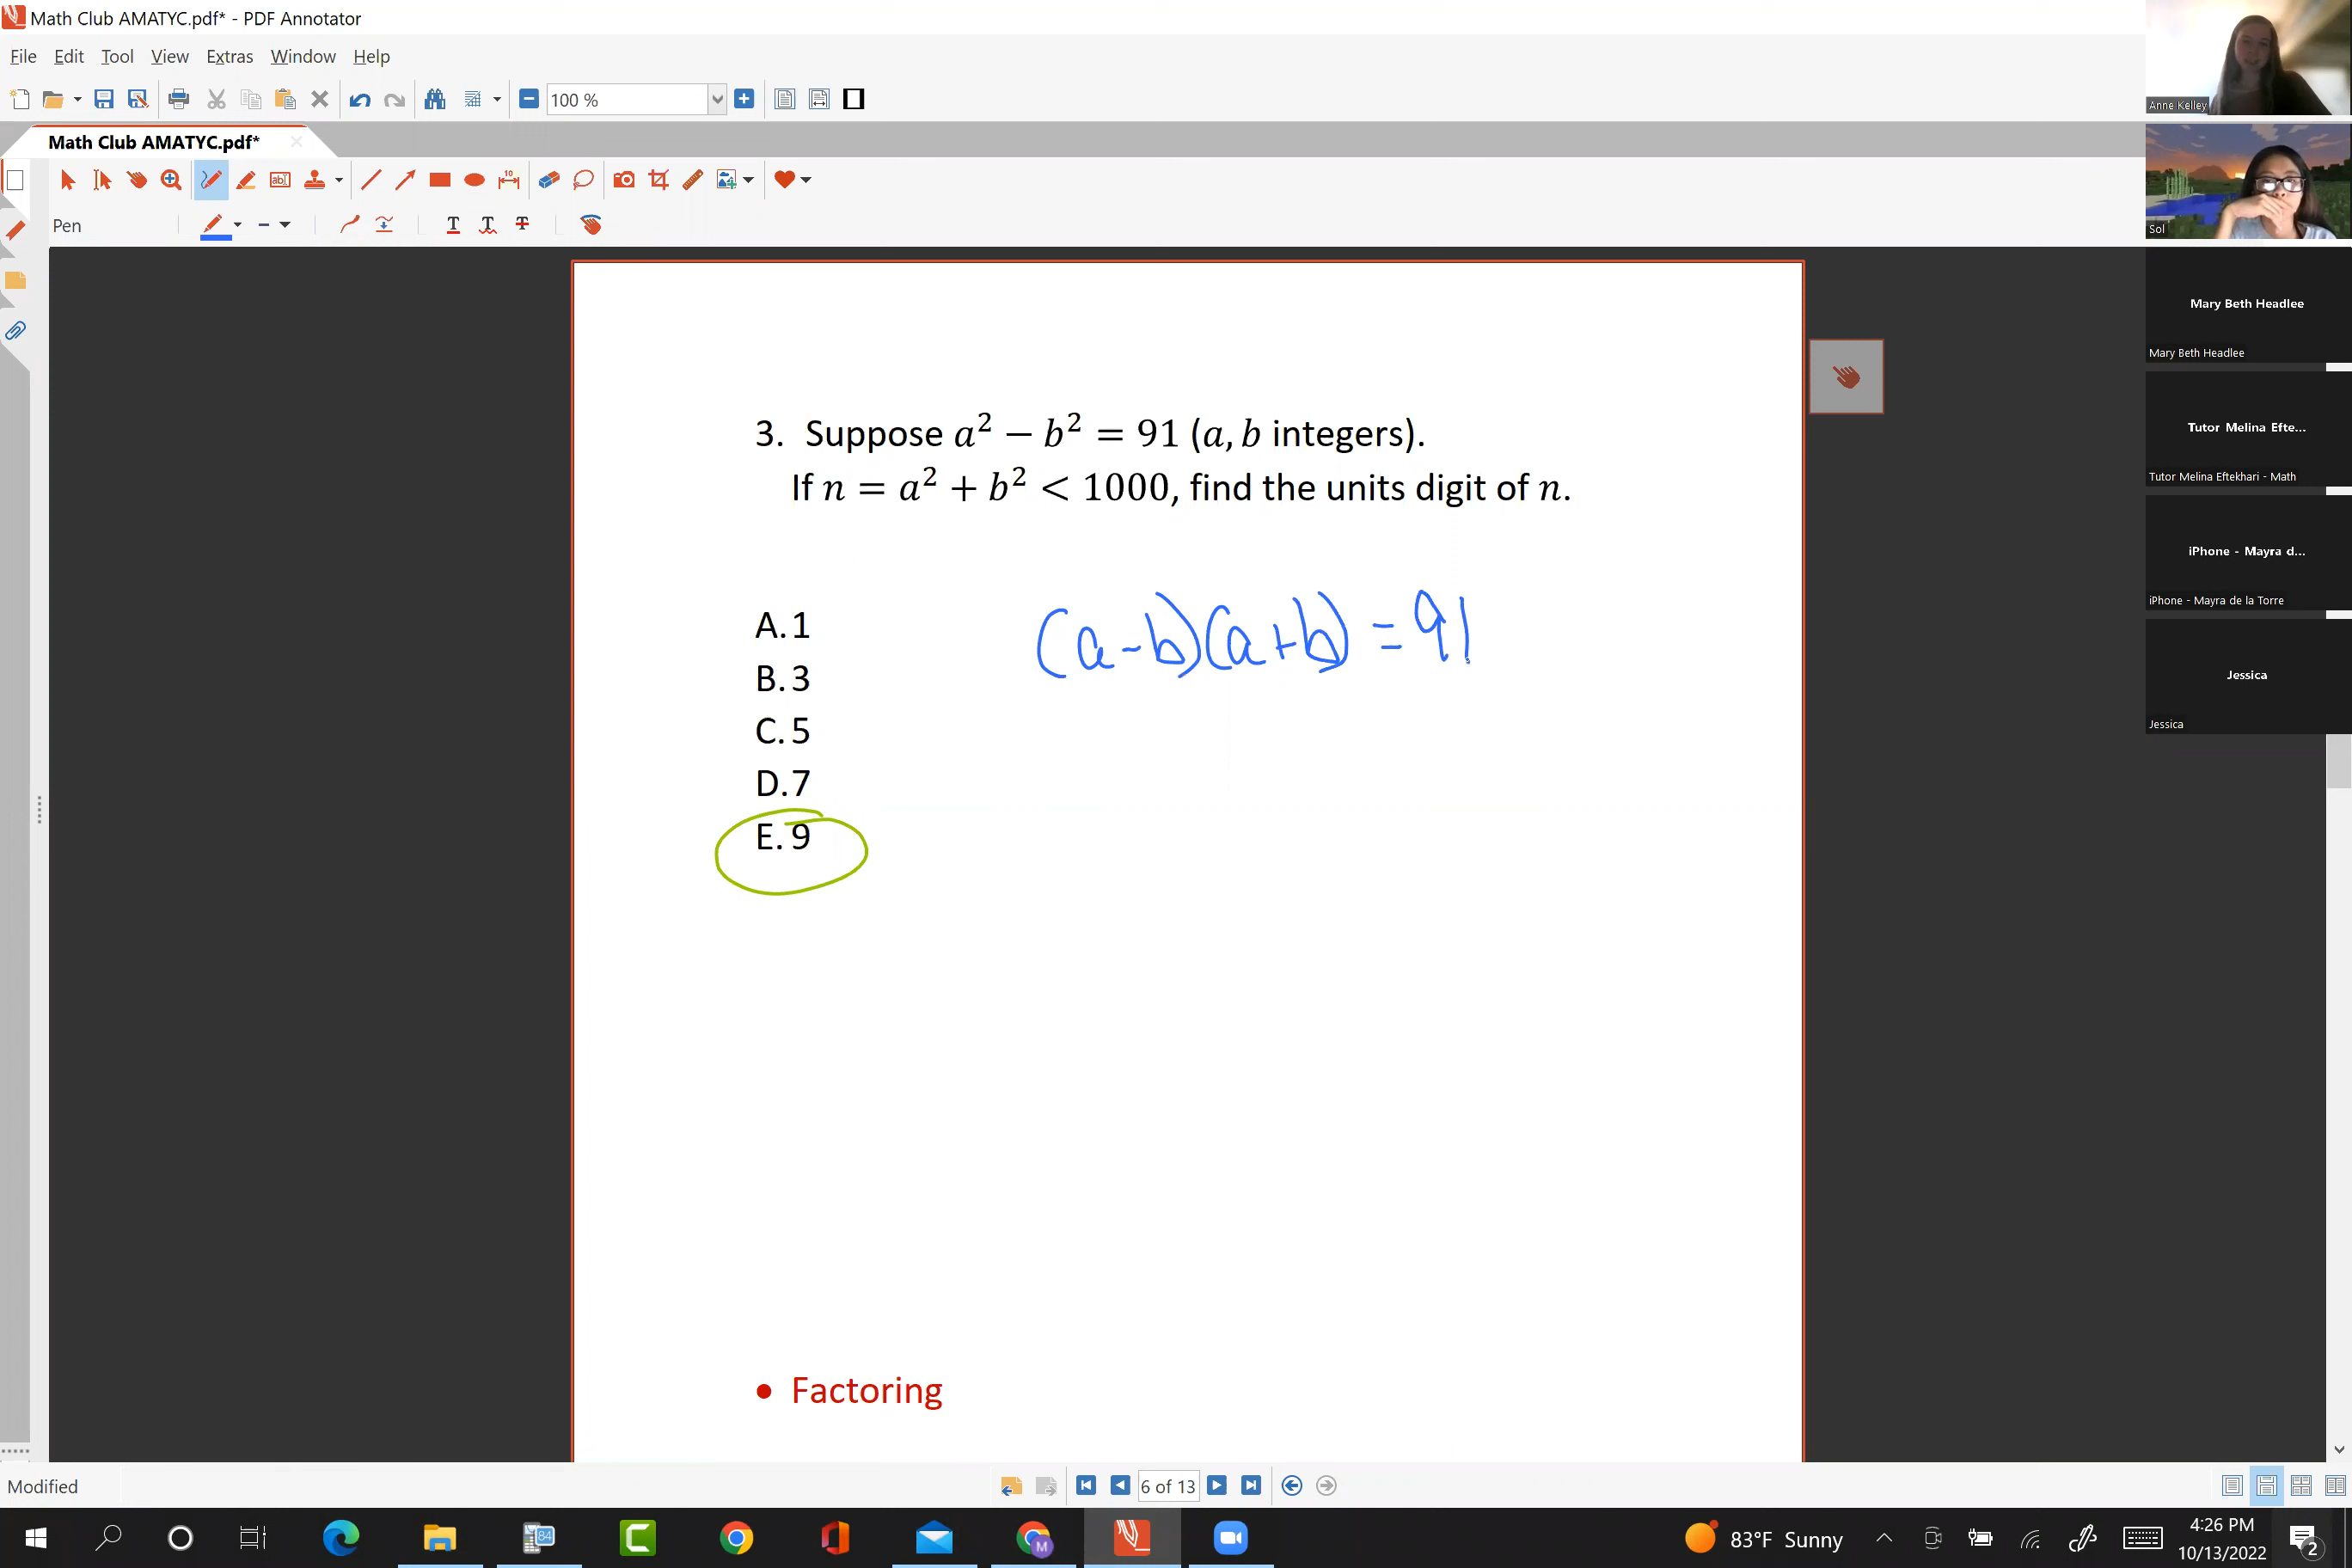 Math Club AMATYC.pdf* - PDF Annotator
File Edit Tool View Extras Window Help
100 %
Math Club AMATYC.pdf*
Pen
Anne Kelley
Sol
Mary Beth Headlee
Mary Beth Headlee
Tutor Melina Efte...
Tutor Melina Eftekhari - Math
iPhone - Mayra d...
iPhone - Mayra de la Torre
Jessica
Jessica
3. Suppose a² − b² = 91 (a, b integers).
If n = a² + b² < 1000, find the units digit of n.
(a-b)(a+b) = 91
A. 1
B. 3
C. 5
D. 7
E. 9
• Factoring
Modified
6 of 13
84
M
83°F Sunny
4:26 PM
10/13/2022
2